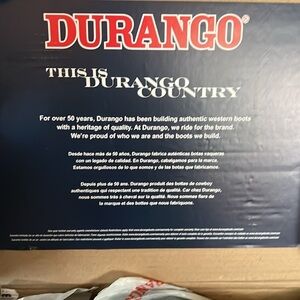 DURANGO®
THIS IS
DURANGO
COUNTRY
For over 50 years, Durango has been building authentic western boots
with a heritage of quality. At Durango, we ride for the brand.
We're proud of who we are and the boots we build.
Desde hace más de 50 años, Durango fabrica auténticas botas vaqueras
con un legado de calidad. En Durango, cabalgamos para la marca.
Estamos orgullosos de lo que somos y de las botas que fabricamos.
Depuis plus de 50 ans, Durango produit des bottes de cowboy
authentiques qui respectent une tradition de qualité. Car chez Durango,
nous sommes très à cheval sur la qualité. Nous sommes fiers de
la marque et des bottes que nous fabriquons.